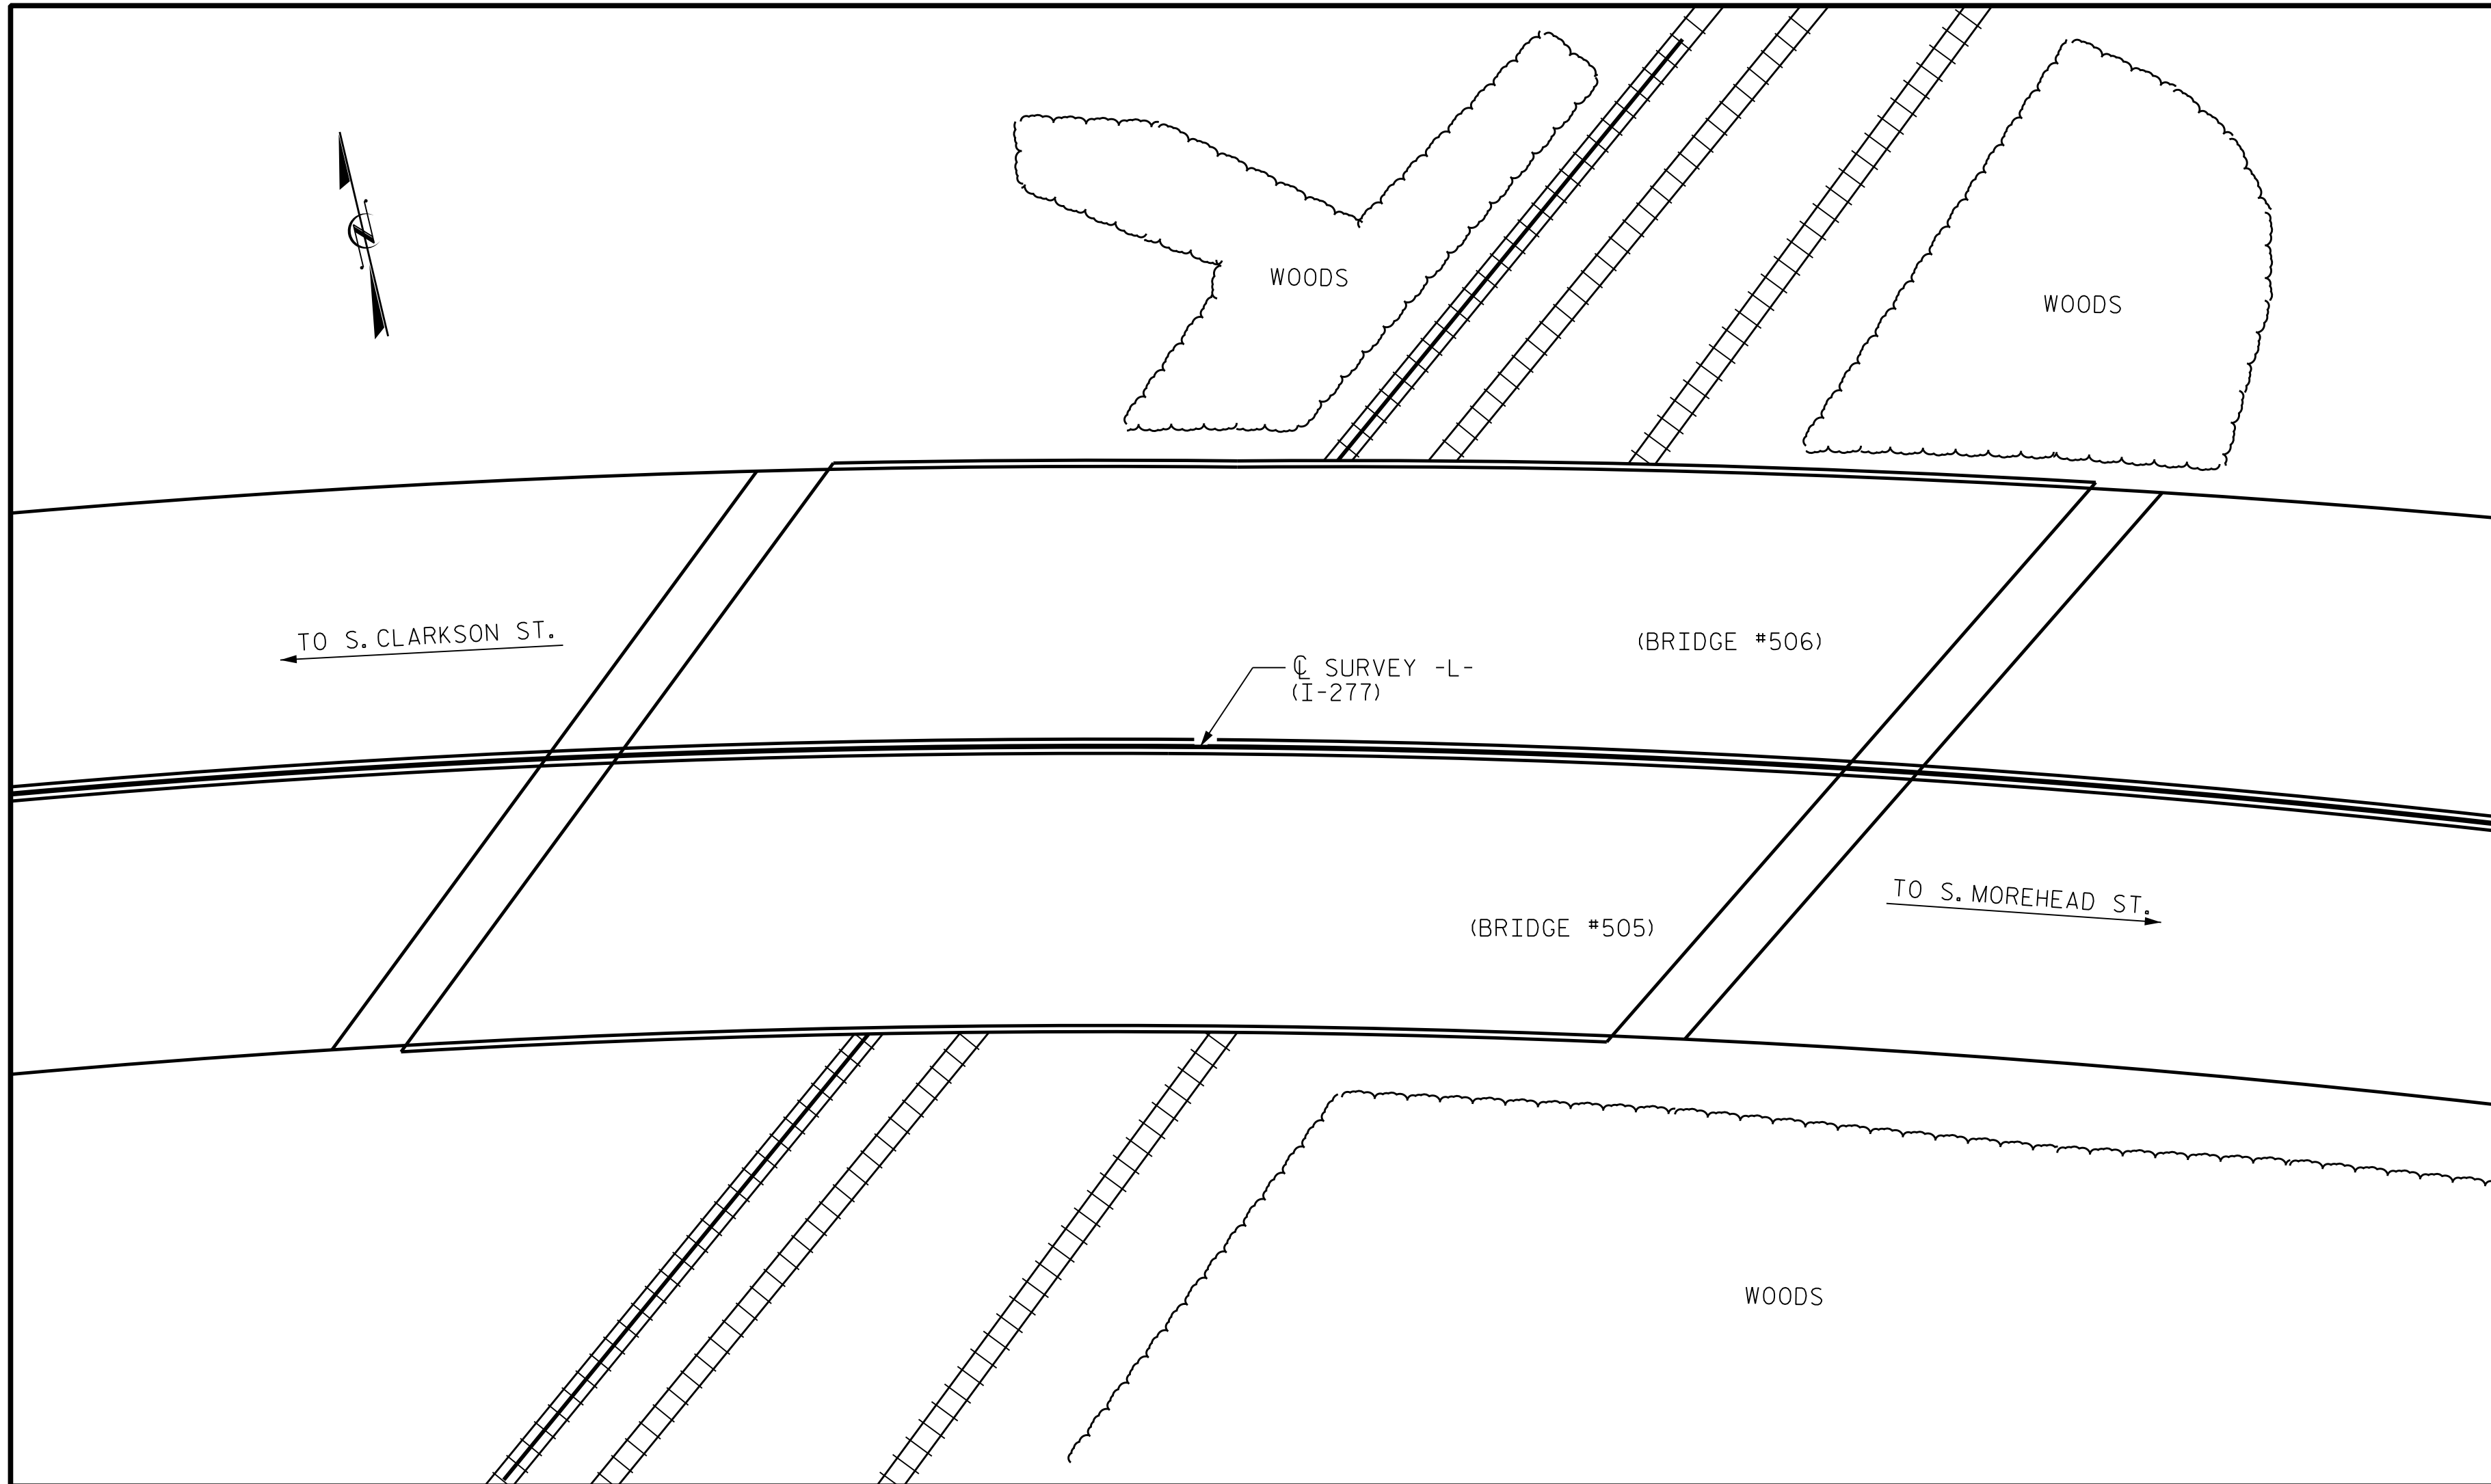 WOODS
WOODS
TO S. CLARKSON ST.
(BRIDGE #506)
℄ SURVEY -L-
(I-277)
TO S. MOREHEAD ST.
(BRIDGE #505)
WOODS